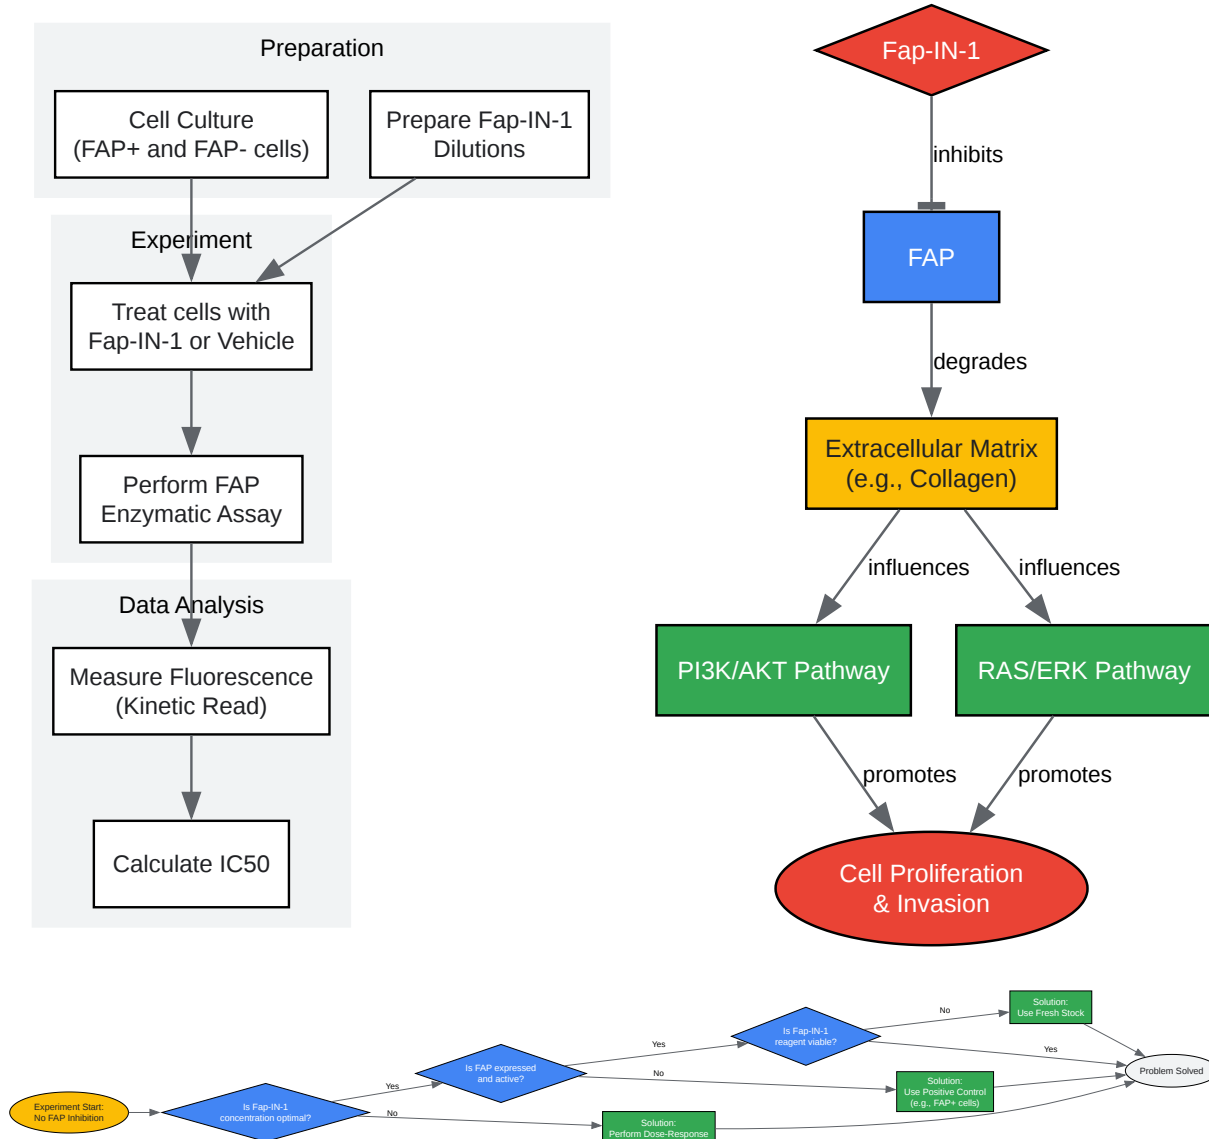 Preparation
Cell Culture
(FAP+ and FAP- cells)
Prepare Fap-IN-1
Dilutions
Experiment
Treat cells with
Fap-IN-1 or Vehicle
Perform FAP
Enzymatic Assay
Data Analysis
Measure Fluorescence
(Kinetic Read)
Calculate IC50
Fap-IN-1
inhibits
FAP
degrades
Extracellular Matrix
(e.g., Collagen)
influences
influences
PI3K/AKT Pathway
RAS/ERK Pathway
promotes
promotes
Cell Proliferation
& Invasion
Experiment Start:
No FAP Inhibition
Is Fap-IN-1
concentration optimal?
Yes
No
Is FAP expressed
and active?
Yes
No
Is Fap-IN-1
reagent viable?
No
Yes
Solution:
Use Fresh Stock
Solution:
Use Positive Control
(e.g., FAP+ cells)
Solution:
Perform Dose-Response
Problem Solved